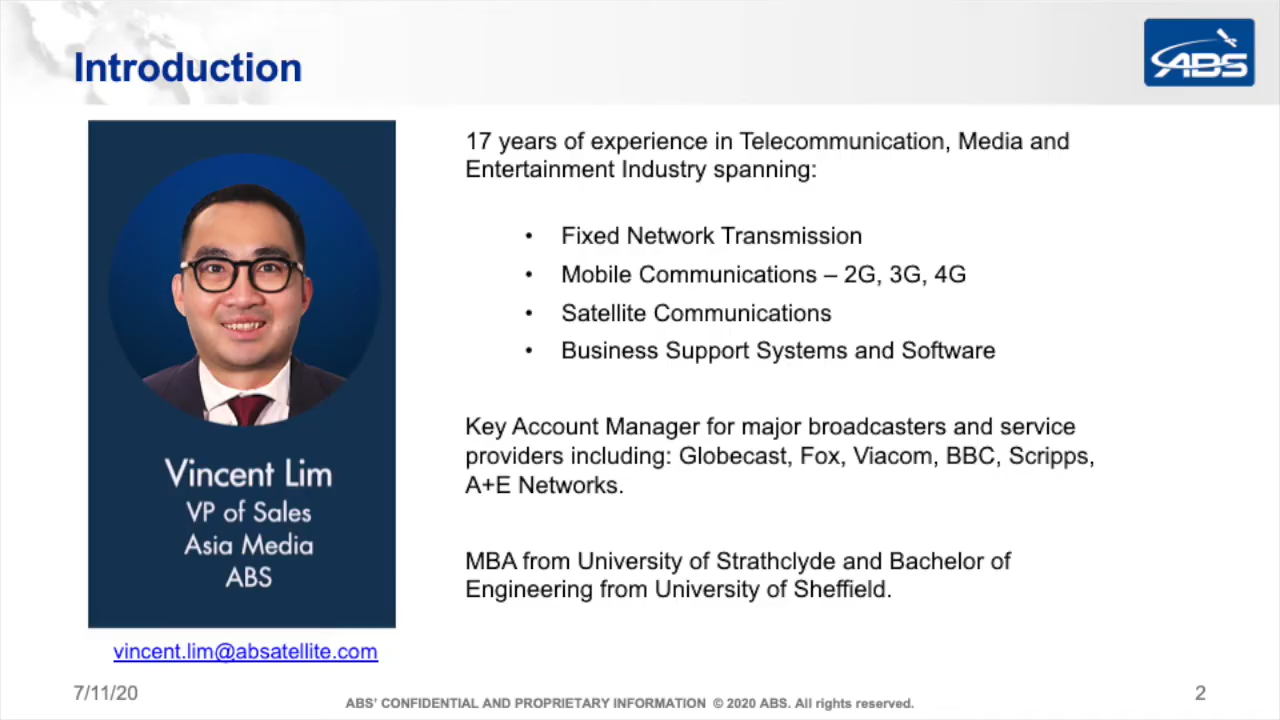 Introduction
ABS
17 years of experience in Telecommunication, Media and
Entertainment Industry spanning:
• Fixed Network Transmission
• Mobile Communications – 2G, 3G, 4G
• Satellite Communications
• Business Support Systems and Software
Key Account Manager for major broadcasters and service
providers including: Globecast, Fox, Viacom, BBC, Scripps,
A+E Networks.
MBA from University of Strathclyde and Bachelor of
Engineering from University of Sheffield.
Vincent Lim
VP of Sales
Asia Media
ABS
vincent.lim@absatellite.com
7/11/20
ABS' CONFIDENTIAL AND PROPRIETARY INFORMATION © 2020 ABS. All rights reserved.
2